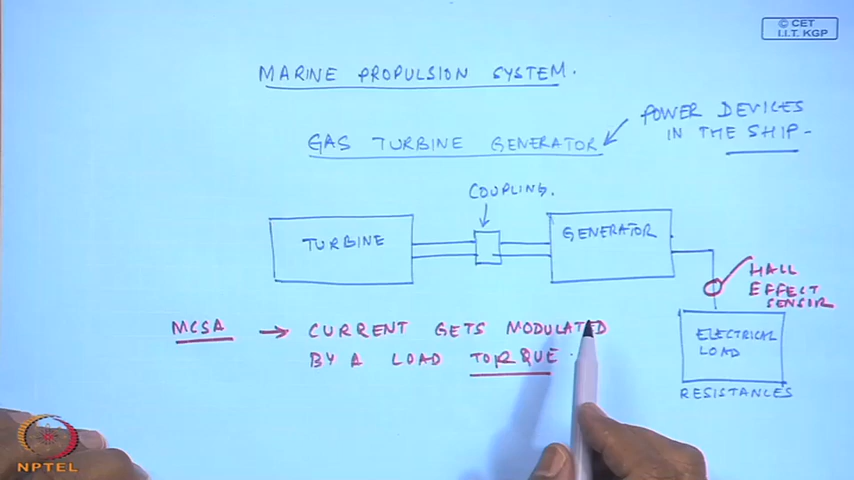 © CET
I.I.T. KGP
MARINE PROPULSION SYSTEM.
GAS TURBINE GENERATOR
POWER DEVICES
IN THE SHIP-
COUPLING.
TURBINE
GENERATOR
HALL
EFFECT
SENSIR
MCSA → CURRENT GETS MODULATED
BY A LOAD TORQUE.
ELECTRICAL
LOAD
RESISTANCES
NPTEL